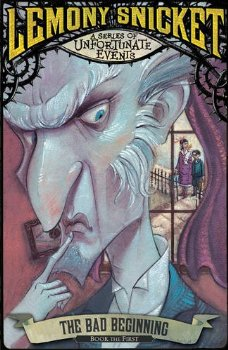 LEMONY SNICKET
A SERIES OF
UNFORTUNATE
EVENTS
THE BAD BEGINNING
BOOK THE FIRST